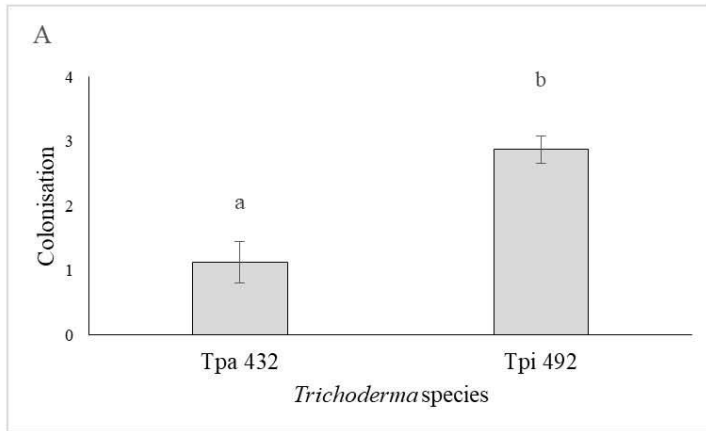 A
4
3
2
1
0
Colonisation
a
b
Tpa 432
Tpi 492
Trichoderma species